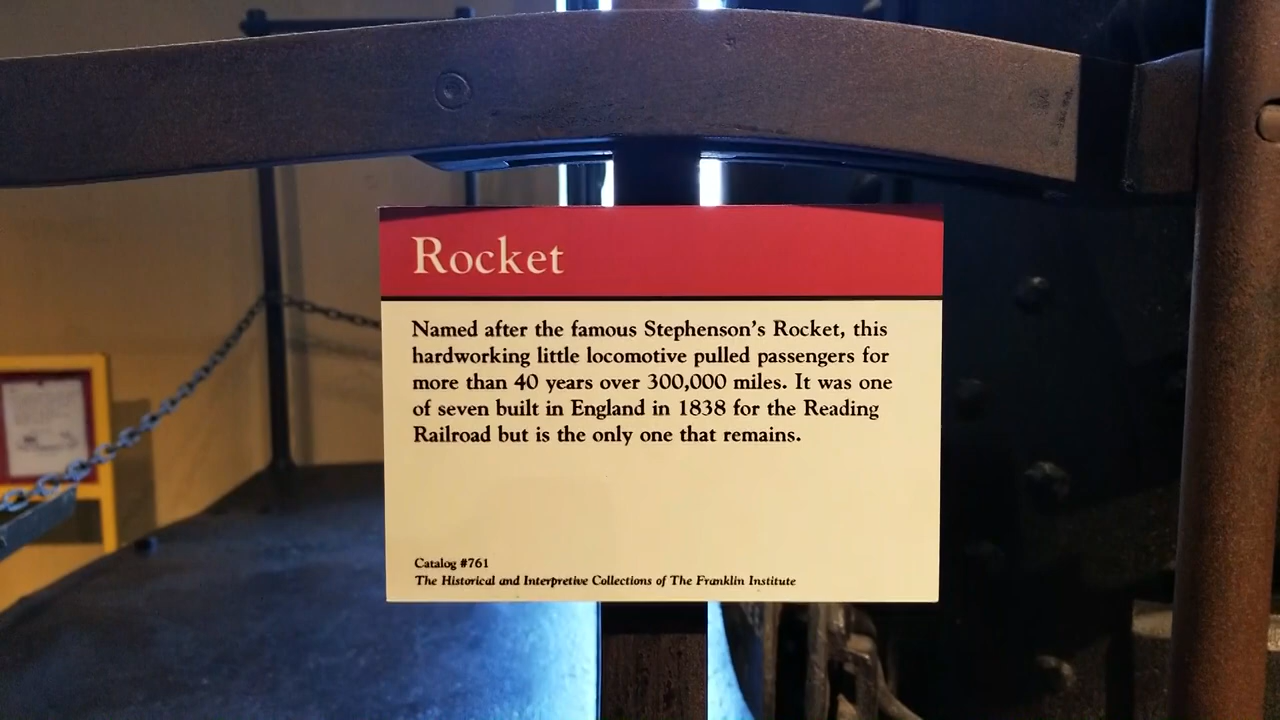 Rocket
Named after the famous Stephenson's Rocket, this
hardworking little locomotive pulled passengers for
more than 40 years over 300,000 miles. It was one
of seven built in England in 1838 for the Reading
Railroad but is the only one that remains.
Catalog #761
The Historical and Interpretive Collections of The Franklin Institute